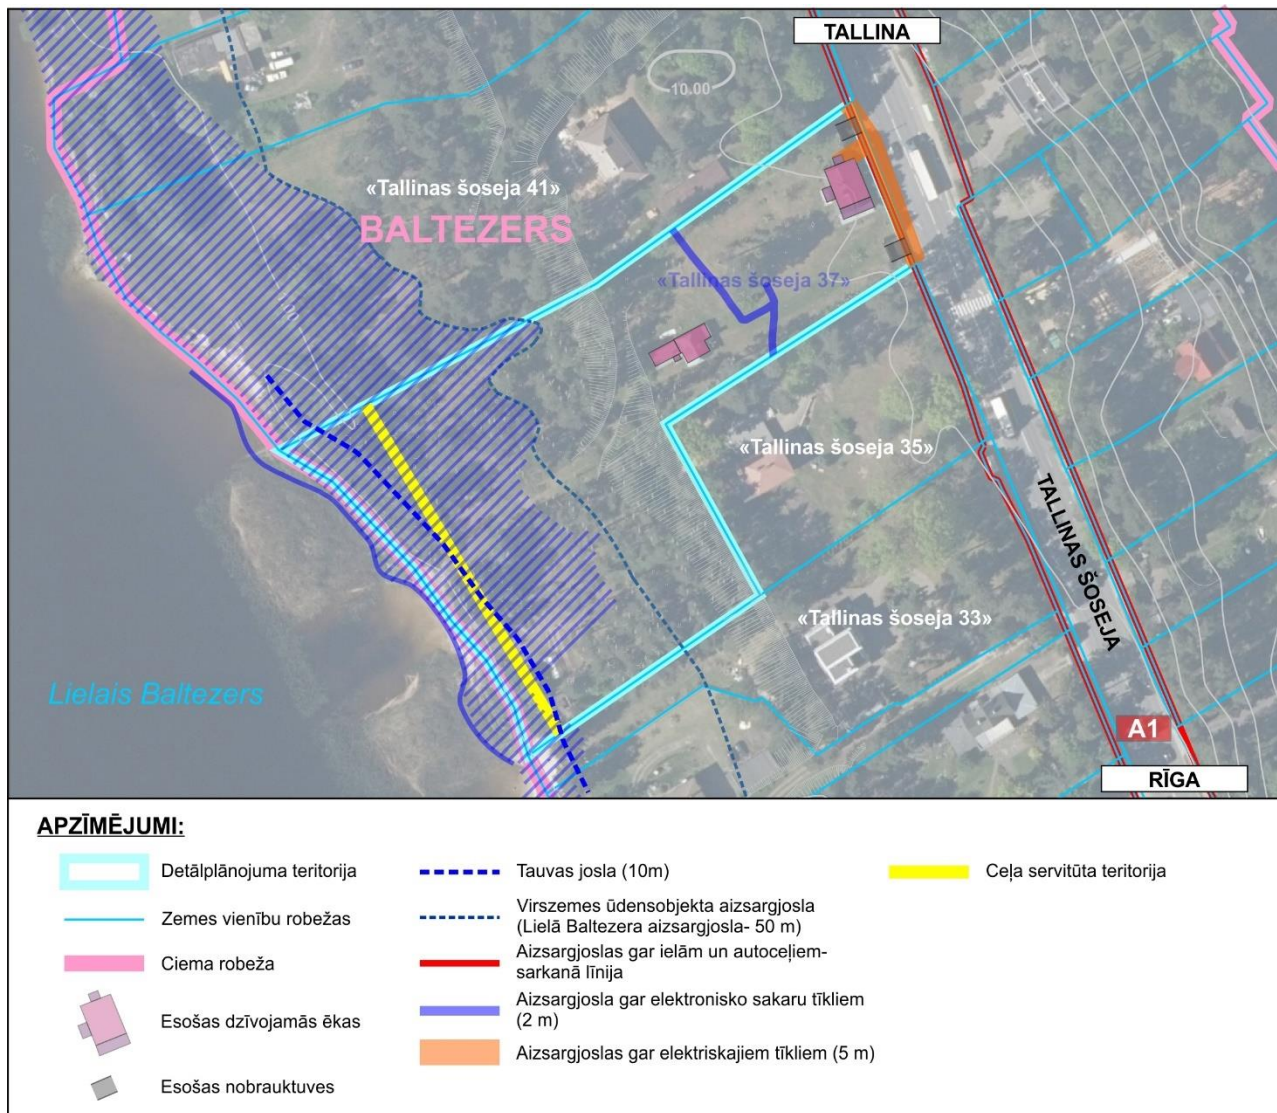 TALLINA
10.00
«Tallinas šoseja 41»
BALTEZERS
«Tallinas šoseja 37»
«Tallinas šoseja 35»
TALLINAS ŠOSEJA
«Tallinas šoseja 33»
Lielais Baltezers
A1
RĪGA
APZĪMĒJUMI:
Detālplānojuma teritorija
Zemes vienību robežas
Ciema robeža
Esošas dzīvojamās ēkas
Esošas nobrauktuves
Tauvas josla (10m)
Virszemes ūdensobjekta aizsargjosla
(Lielā Baltezera aizsargjosla- 50 m)
Aizsargjoslas gar ielām un autoceļiem-
sarkanā līnija
Aizsargjosla gar elektronisko sakaru tīkliem
(2 m)
Aizsargjoslas gar elektriskajiem tīkliem (5 m)
Ceļa servitūta teritorija